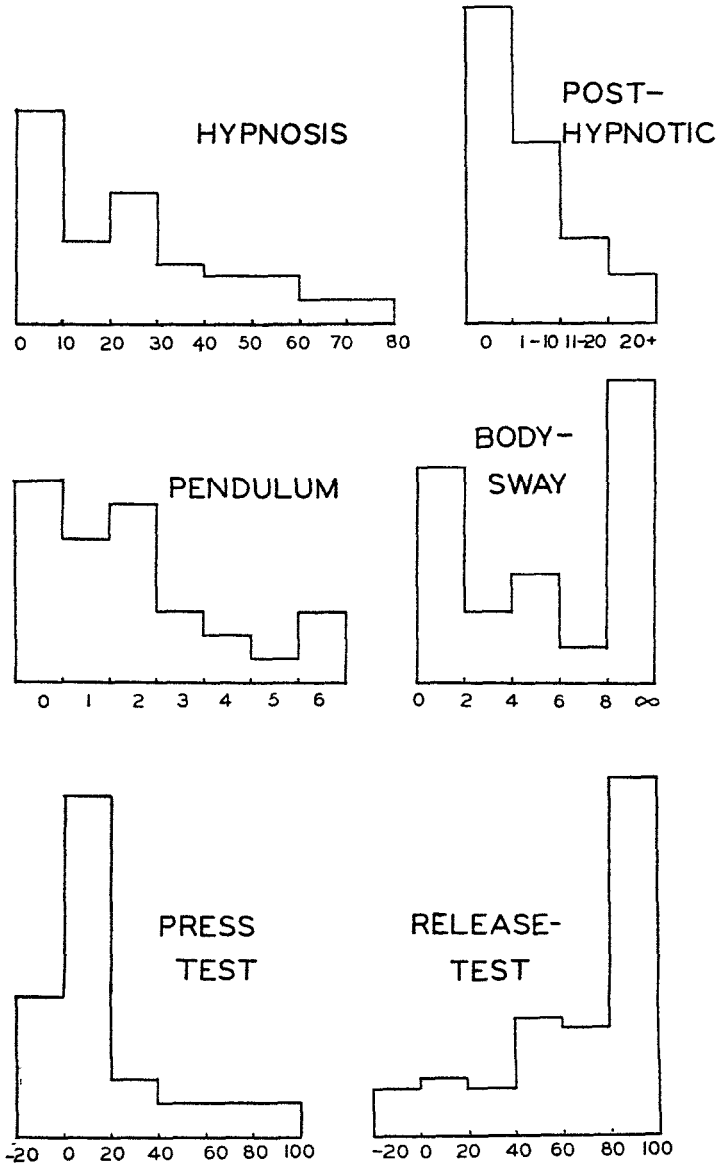 HYPNOSIS
0 10 20 30 40 50 60 70 80
POST-
HYPNOTIC
0 1-10 11-20 20+
PENDULUM
0 1 2 3 4 5 6
BODY-
SWAY
0 2 4 6 8 ∞
PRESS
TEST
-20 0 20 40 60 80 100
RELEASE-
TEST
-20 0 20 40 60 80 100